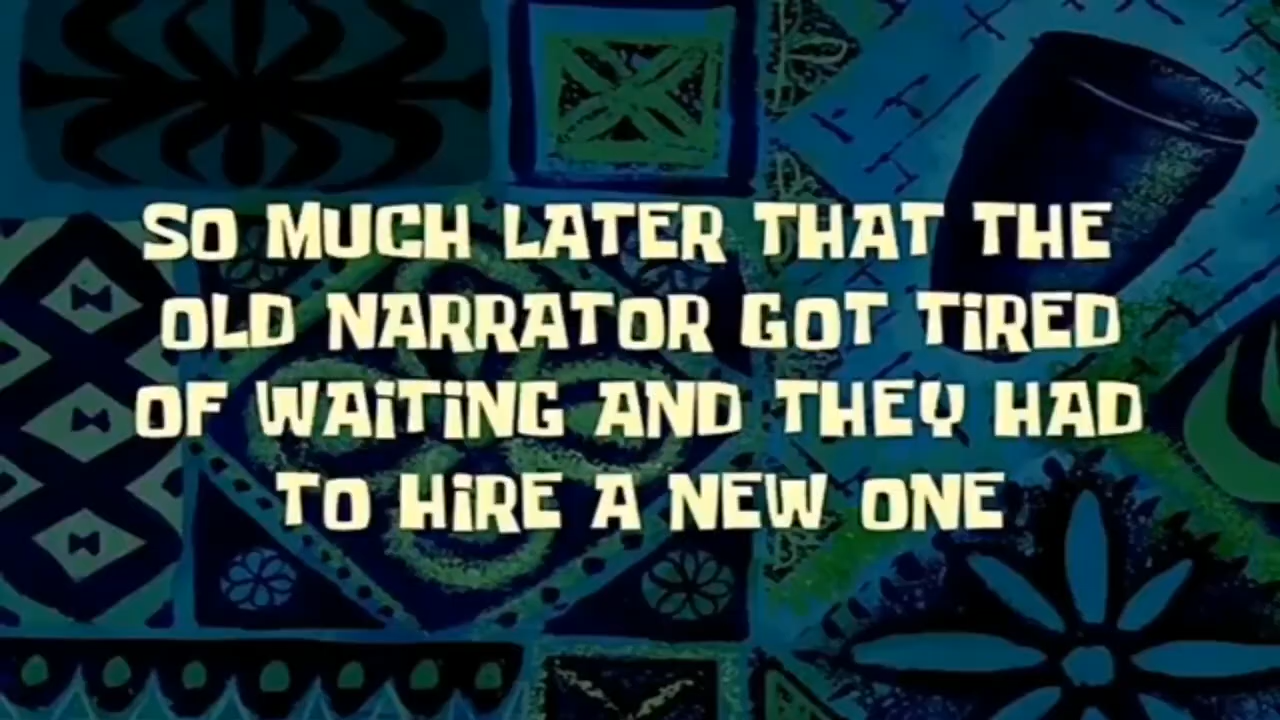 SO MUCH LATER THAT THE
OLD NARRATOR GOT TiRED
OF WAiTiNG AND THEY HAD
TO HiRE A NEW ONE